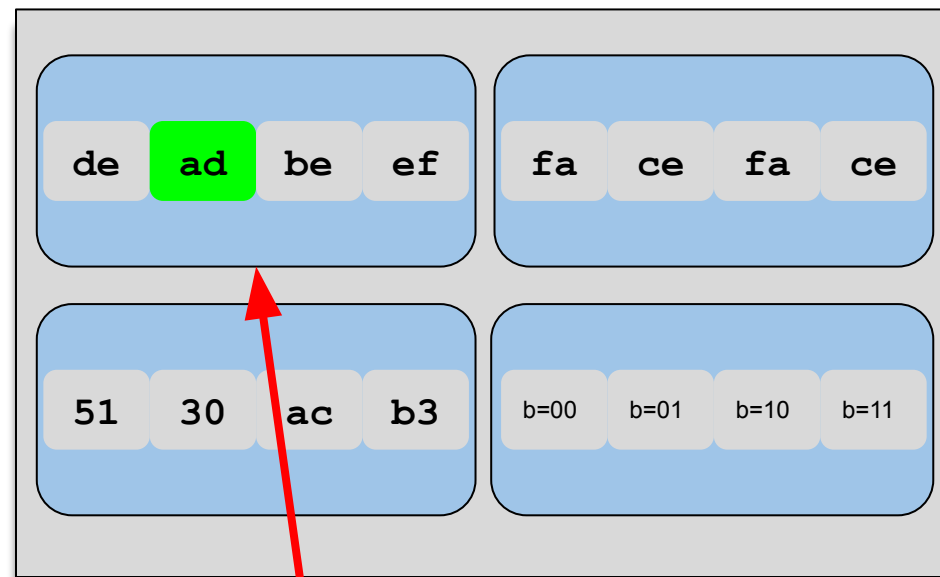 de ad be ef
fa ce fa ce
51 30 ac b3
b=00 b=01 b=10 b=11